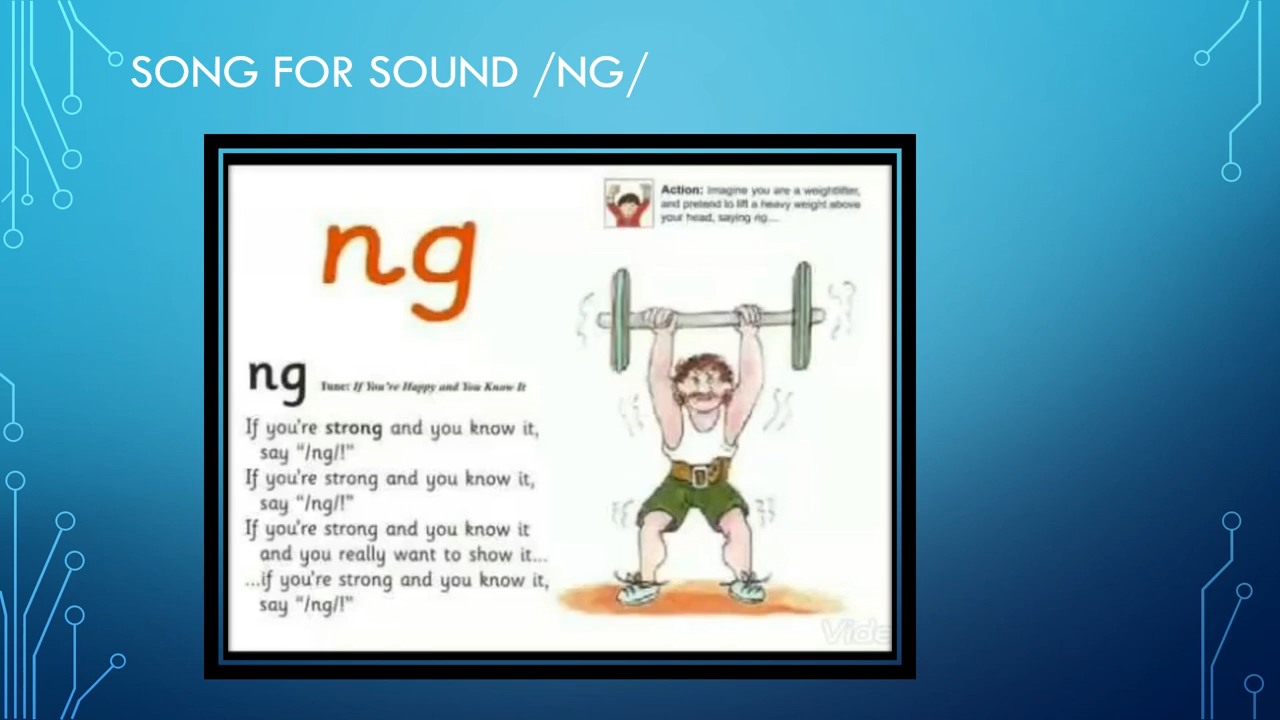 SONG FOR SOUND /NG/
Action: Imagine you are a weightlifter,
and pretend to lift a heavy weight above
your head, saying ng...
ng
ng Tune: If You're Happy and You Know It
If you're strong and you know it,
say "/ng/!"
If you're strong and you know it,
say "/ng/!"
If you're strong and you know it
and you really want to show it...
...if you're strong and you know it,
say "/ng/!"